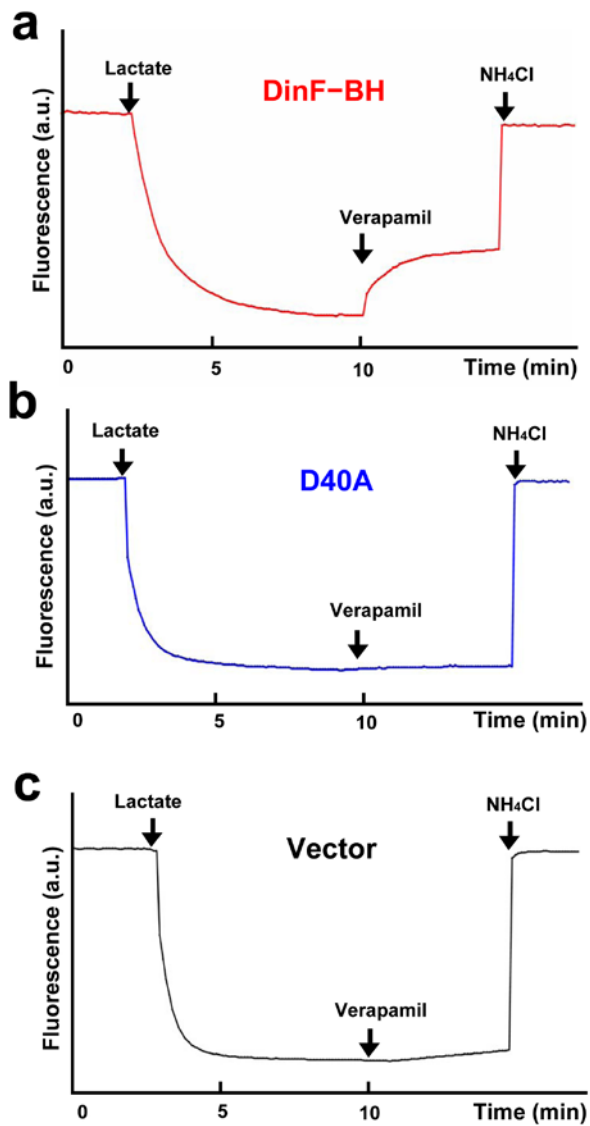 a
Lactate
DinF−BH
NH₄Cl
Verapamil
Fluorescence (a.u.)
0
5
10
Time (min)
b
Lactate
D40A
NH₄Cl
Verapamil
Fluorescence (a.u.)
0
5
10
Time (min)
c
Lactate
Vector
NH₄Cl
Verapamil
Fluorescence (a.u.)
0
5
10
Time (min)